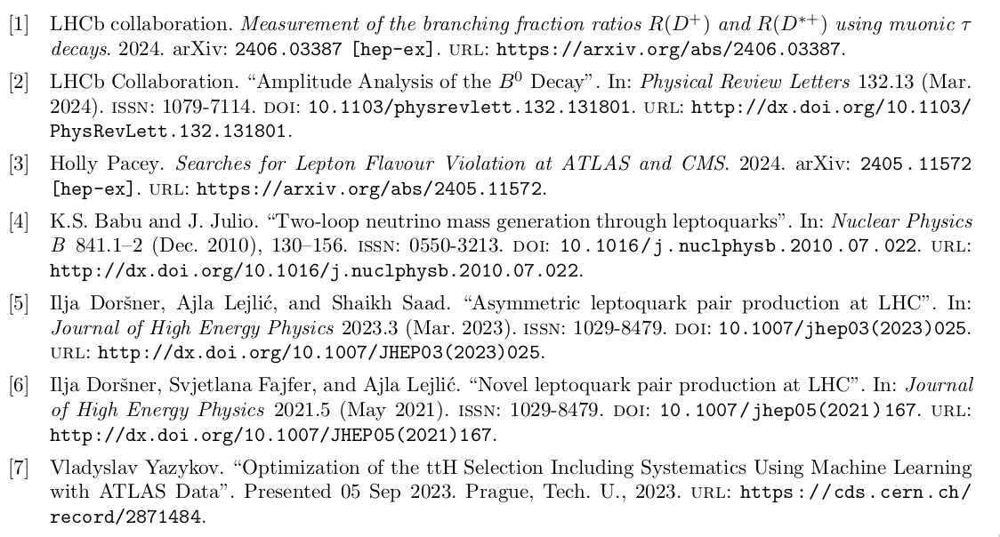 [1] LHCb collaboration. Measurement of the branching fraction ratios R(D⁺) and R(D*⁺) using muonic τ
decays. 2024. arXiv: 2406.03387 [hep-ex]. URL: https://arxiv.org/abs/2406.03387.
[2] LHCb Collaboration. “Amplitude Analysis of the B⁰ Decay”. In: Physical Review Letters 132.13 (Mar.
2024). ISSN: 1079-7114. DOI: 10.1103/physrevlett.132.131801. URL: http://dx.doi.org/10.1103/
PhysRevLett.132.131801.
[3] Holly Pacey. Searches for Lepton Flavour Violation at ATLAS and CMS. 2024. arXiv: 2405.11572
[hep-ex]. URL: https://arxiv.org/abs/2405.11572.
[4] K.S. Babu and J. Julio. “Two-loop neutrino mass generation through leptoquarks”. In: Nuclear Physics
B 841.1–2 (Dec. 2010), 130–156. ISSN: 0550-3213. DOI: 10.1016/j.nuclphysb.2010.07.022. URL:
http://dx.doi.org/10.1016/j.nuclphysb.2010.07.022.
[5] Ilja Doršner, Ajla Lejlić, and Shaikh Saad. “Asymmetric leptoquark pair production at LHC”. In:
Journal of High Energy Physics 2023.3 (Mar. 2023). ISSN: 1029-8479. DOI: 10.1007/jhep03(2023)025.
URL: http://dx.doi.org/10.1007/JHEP03(2023)025.
[6] Ilja Doršner, Svjetlana Fajfer, and Ajla Lejlić. “Novel leptoquark pair production at LHC”. In: Journal
of High Energy Physics 2021.5 (May 2021). ISSN: 1029-8479. DOI: 10.1007/jhep05(2021)167. URL:
http://dx.doi.org/10.1007/JHEP05(2021)167.
[7] Vladyslav Yazykov. “Optimization of the ttH Selection Including Systematics Using Machine Learning
with ATLAS Data”. Presented 05 Sep 2023. Prague, Tech. U., 2023. URL: https://cds.cern.ch/
record/2871484.